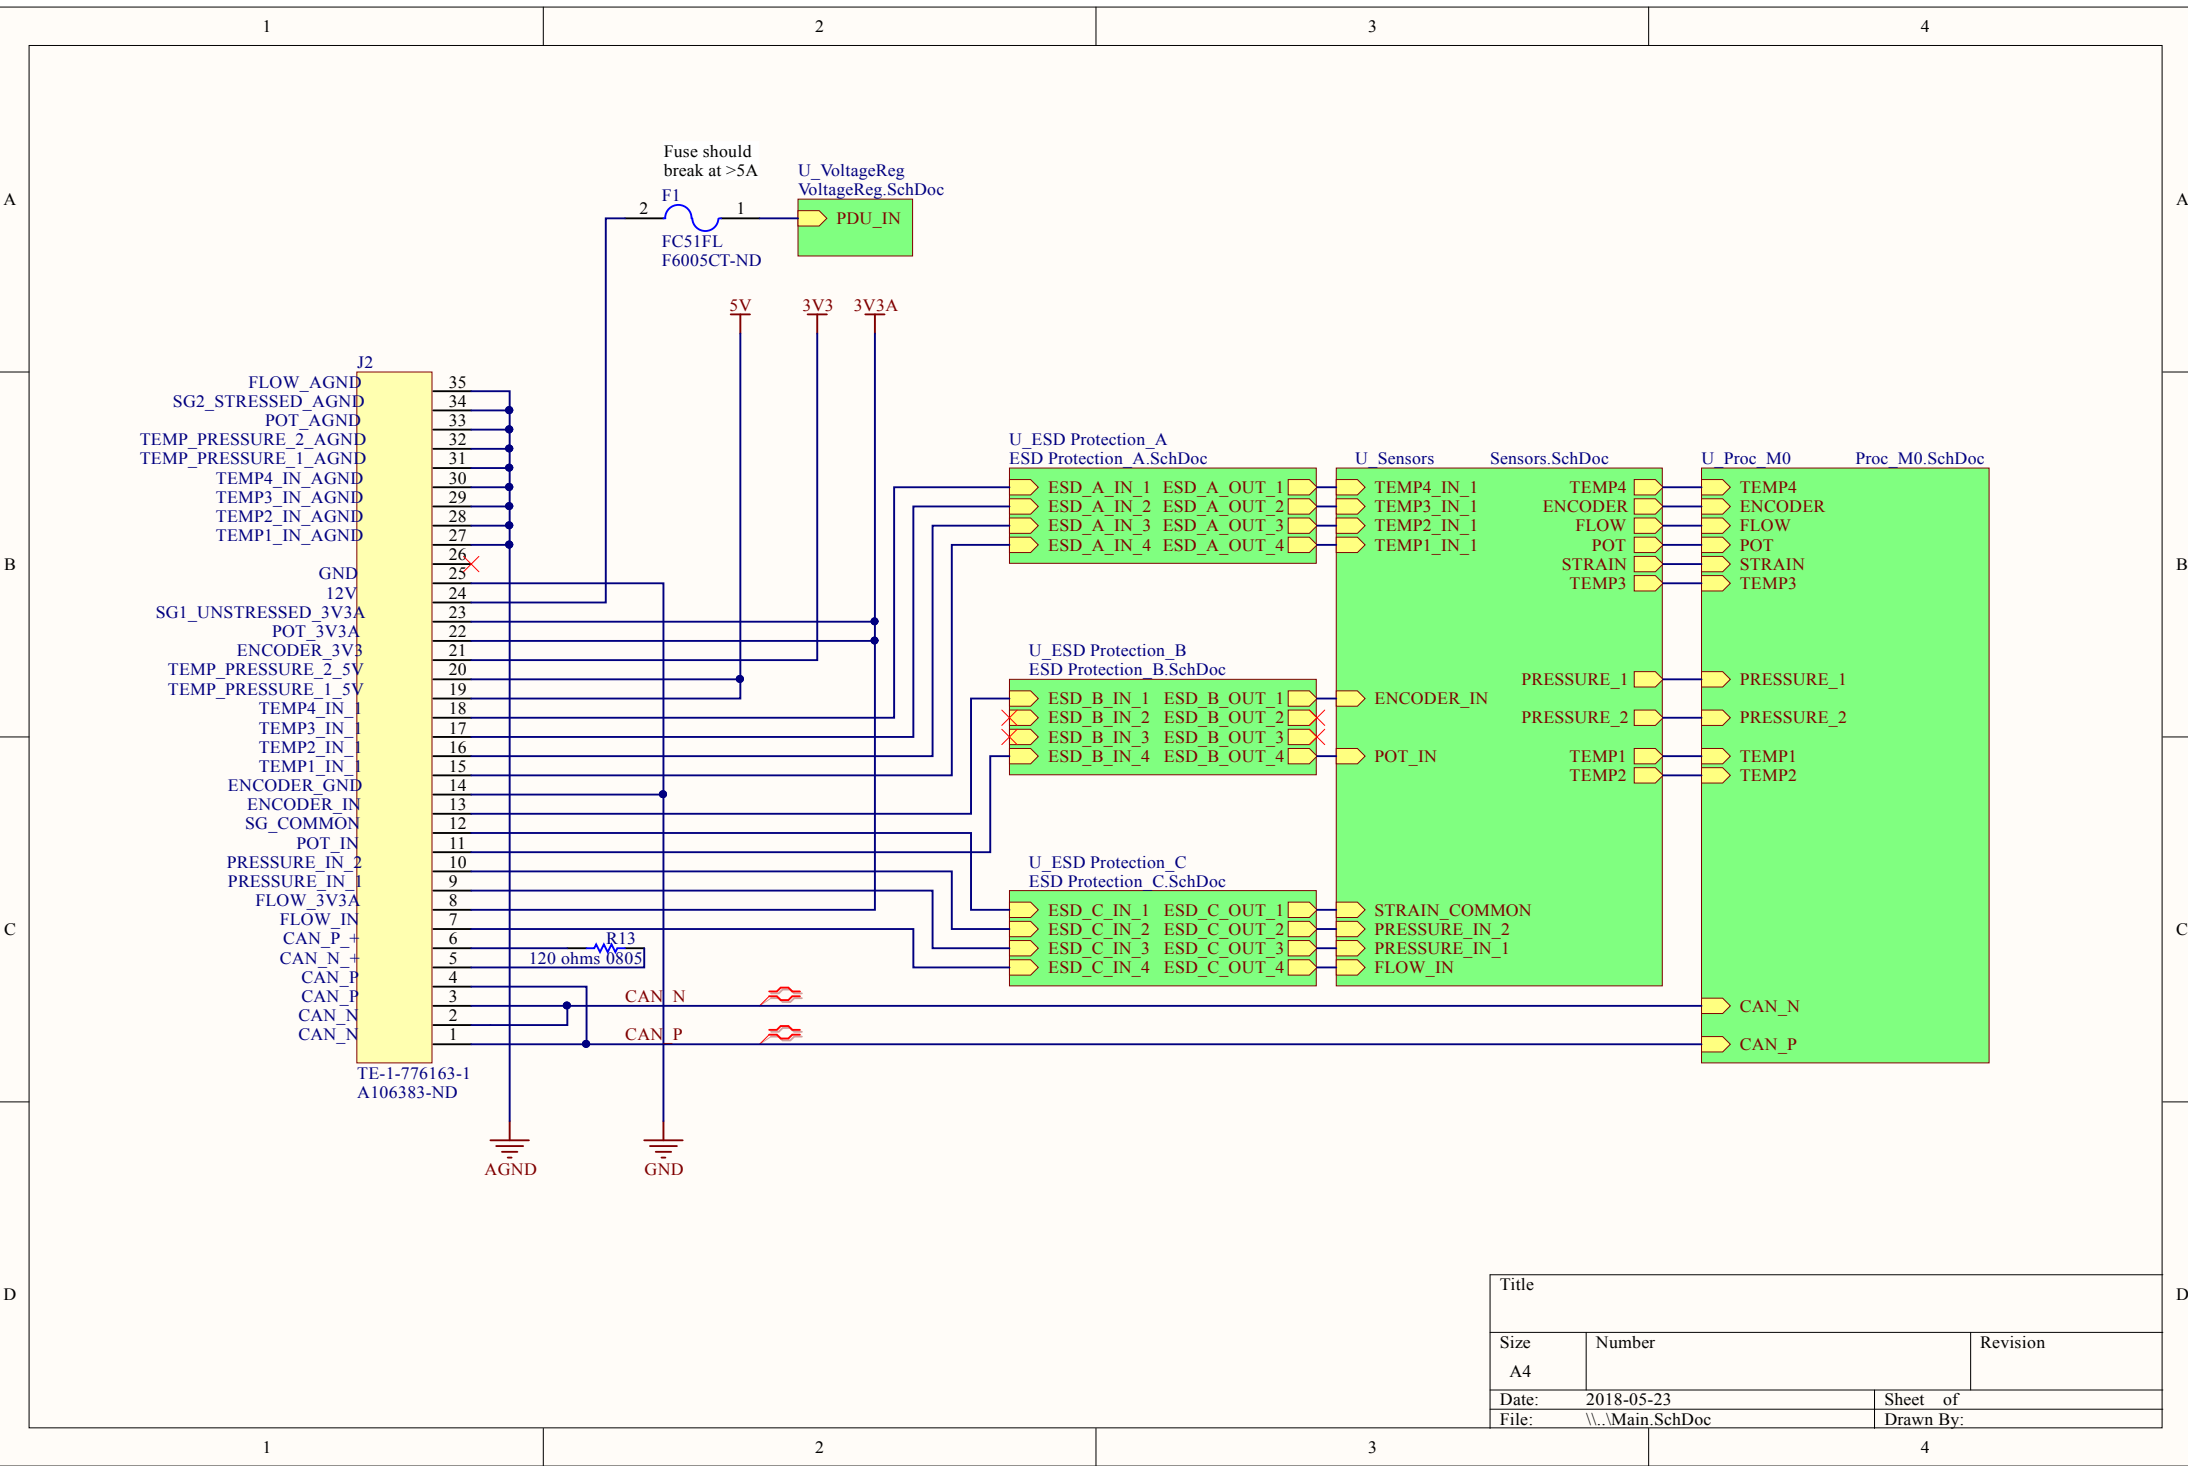 1 2 3 4
A A
B B
C C
D D
Fuse should
break at >5A
F1
2 1
FC51FL
F6005CT-ND
U_VoltageReg
VoltageReg.SchDoc
PDU_IN
5V 3V3 3V3A
J2
FLOW_AGND 35
SG2_STRESSED_AGND 34
POT_AGND 33
TEMP_PRESSURE_2_AGND 32
TEMP_PRESSURE_1_AGND 31
TEMP4_IN_AGND 30
TEMP3_IN_AGND 29
TEMP2_IN_AGND 28
TEMP1_IN_AGND 27
26
GND 25
12V 24
SG1_UNSTRESSED_3V3A 23
POT_3V3A 22
ENCODER_3V3 21
TEMP_PRESSURE_2_5V 20
TEMP_PRESSURE_1_5V 19
TEMP4_IN_1 18
TEMP3_IN_1 17
TEMP2_IN_1 16
TEMP1_IN_1 15
ENCODER_GND 14
ENCODER_IN 13
SG_COMMON 12
POT_IN 11
PRESSURE_IN_2 10
PRESSURE_IN_1 9
FLOW_3V3A 8
FLOW_IN 7
CAN_P_+ 6
CAN_N_+ 5
CAN_P 4
CAN_P 3
CAN_N 2
CAN_N 1
TE-1-776163-1
A106383-ND
R13
120 ohms 0805
CAN_N
CAN_P
AGND
GND
U_ESD Protection_A
ESD Protection_A.SchDoc
ESD_A_IN_1 ESD_A_OUT_1
ESD_A_IN_2 ESD_A_OUT_2
ESD_A_IN_3 ESD_A_OUT_3
ESD_A_IN_4 ESD_A_OUT_4
U_ESD Protection_B
ESD Protection_B.SchDoc
ESD_B_IN_1 ESD_B_OUT_1
ESD_B_IN_2 ESD_B_OUT_2
ESD_B_IN_3 ESD_B_OUT_3
ESD_B_IN_4 ESD_B_OUT_4
U_ESD Protection_C
ESD Protection_C.SchDoc
ESD_C_IN_1 ESD_C_OUT_1
ESD_C_IN_2 ESD_C_OUT_2
ESD_C_IN_3 ESD_C_OUT_3
ESD_C_IN_4 ESD_C_OUT_4
U_Sensors Sensors.SchDoc
TEMP4_IN_1 TEMP4
TEMP3_IN_1 ENCODER
TEMP2_IN_1 FLOW
TEMP1_IN_1 POT
STRAIN
TEMP3
PRESSURE_1
ENCODER_IN
PRESSURE_2
POT_IN TEMP1
TEMP2
STRAIN_COMMON
PRESSURE_IN_2
PRESSURE_IN_1
FLOW_IN
U_Proc_M0 Proc_M0.SchDoc
TEMP4
ENCODER
FLOW
POT
STRAIN
TEMP3
PRESSURE_1
PRESSURE_2
TEMP1
TEMP2
CAN_N
CAN_P
Title
Size Number Revision
A4
Date: 2018-05-23 Sheet of
File: \\..\Main.SchDoc Drawn By:
1 2 3 4